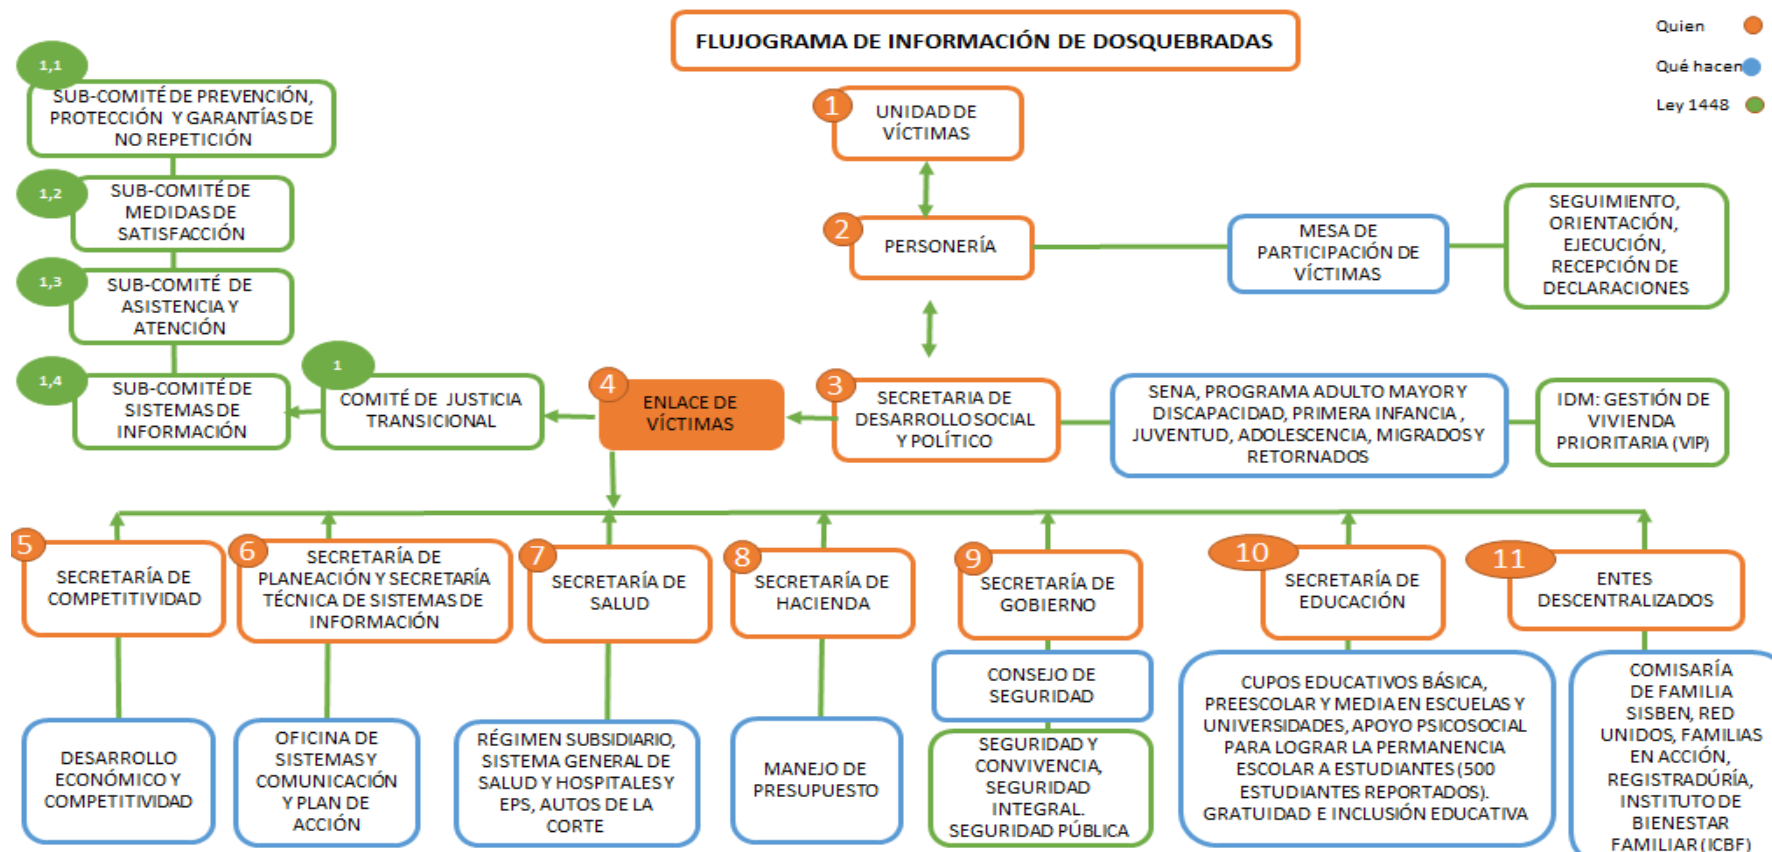 FLUJOGRAMA DE INFORMACIÓN DE DOSQUEBRADAS
Quien
Qué hacen
Ley 1448
1,1
SUB-COMITÉ DE PREVENCIÓN,
PROTECCIÓN Y GARANTÍAS DE
NO REPETICIÓN
1,2
SUB-COMITÉ DE
MEDIDAS DE
SATISFACCIÓN
1,3
SUB-COMITÉ DE
ASISTENCIA Y
ATENCIÓN
1,4
SUB-COMITÉ DE
SISTEMAS DE
INFORMACIÓN
1
COMITÉ DE JUSTICIA
TRANSICIONAL
1
UNIDAD DE
VÍCTIMAS
2
PERSONERÍA
MESA DE
PARTICIPACIÓN DE
VÍCTIMAS
SEGUIMIENTO,
ORIENTACIÓN,
EJECUCIÓN,
RECEPCIÓN DE
DECLARACIONES
4
ENLACE DE
VÍCTIMAS
3
SECRETARIA DE
DESARROLLO SOCIAL
Y POLÍTICO
SENA, PROGRAMA ADULTO MAYOR Y
DISCAPACIDAD, PRIMERA INFANCIA ,
JUVENTUD, ADOLESCENCIA, MIGRADOS Y
RETORNADOS
IDM: GESTIÓN DE
VIVIENDA
PRIORITARIA (VIP)
5
SECRETARÍA DE
COMPETITIVIDAD
6
SECRETARÍA DE
PLANEACIÓN Y SECRETARÍA
TÉCNICA DE SISTEMAS DE
INFORMACIÓN
7
SECRETARÍA DE
SALUD
8
SECRETARÍA DE
HACIENDA
9
SECRETARÍA DE
GOBIERNO
10
SECRETARÍA DE
EDUCACIÓN
11
ENTES
DESCENTRALIZADOS
DESARROLLO
ECONÓMICO Y
COMPETITIVIDAD
OFICINA DE
SISTEMAS Y
COMUNICACIÓN
Y PLAN DE
ACCIÓN
RÉGIMEN SUBSIDIARIO,
SISTEMA GENERAL DE
SALUD Y HOSPITALES Y
EPS, AUTOS DE LA
CORTE
MANEJO DE
PRESUPUESTO
CONSEJO DE
SEGURIDAD
SEGURIDAD Y
CONVIVENCIA,
SEGURIDAD
INTEGRAL.
SEGURIDAD PÚBLICA
CUPOS EDUCATIVOS BÁSICA,
PREESCOLAR Y MEDIA EN ESCUELAS Y
UNIVERSIDADES, APOYO PSICOSOCIAL
PARA LOGRAR LA PERMANENCIA
ESCOLAR A ESTUDIANTES (500
ESTUDIANTES REPORTADOS).
GRATUIDAD E INCLUSIÓN EDUCATIVA
COMISARÍA
DE FAMILIA
SISBEN, RED
UNIDOS, FAMILIAS
EN ACCIÓN,
REGISTRADÚRÍA,
INSTITUTO DE
BIENESTAR
FAMILIAR (ICBF)